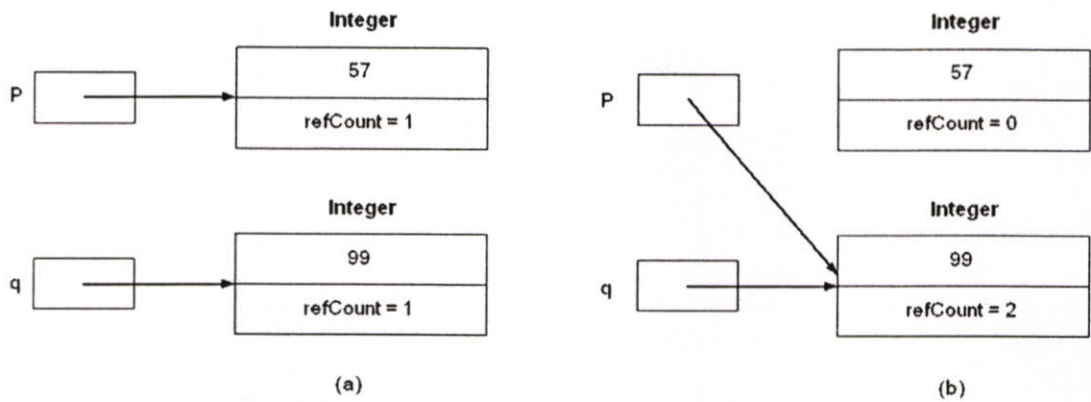 Integer
57
P
refCount = 1
Integer
99
q
refCount = 1
(a)
Integer
57
P
refCount = 0
Integer
99
q
refCount = 2
(b)